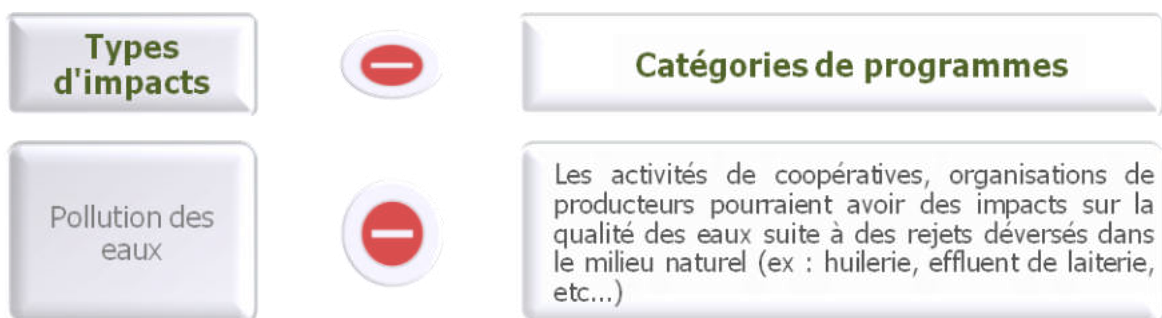 Types
d'impacts
Catégories de programmes
Pollution des
eaux
Les activités de coopératives, organisations de
producteurs pourraient avoir des impacts sur la
qualité des eaux suite à des rejets déversés dans
le milieu naturel (ex : huilerie, effluent de laiterie,
etc...)